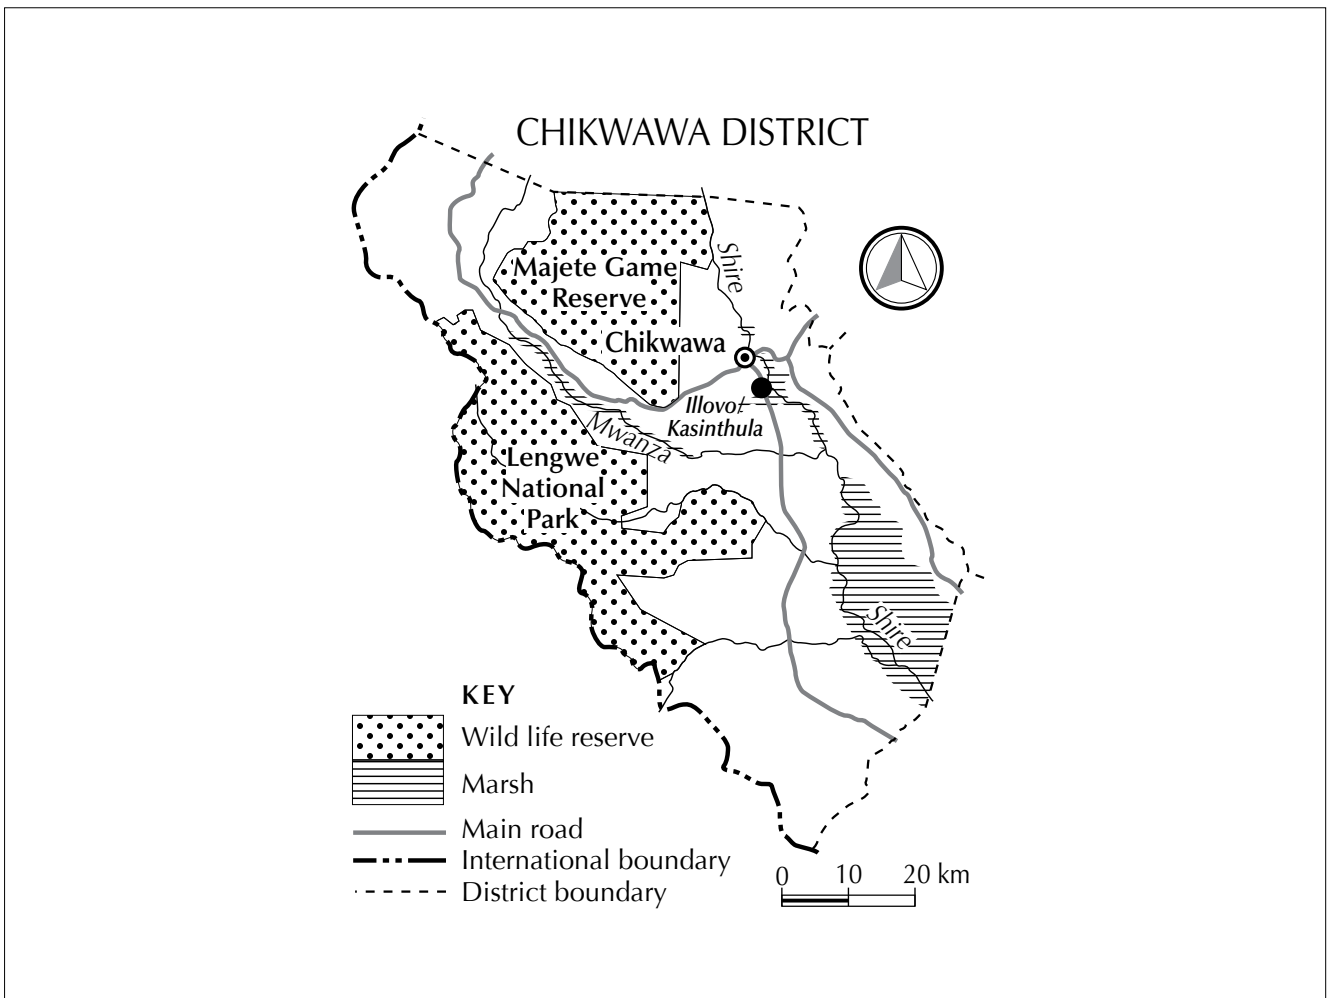 CHIKWAWA DISTRICT
Shire
Majete Game
Reserve
Chikwawa
Illovo/
Kasinthula
Mwanza
Lengwe
National
Park
Shire
KEY
Wild life reserve
Marsh
Main road
International boundary
District boundary
0 10 20 km